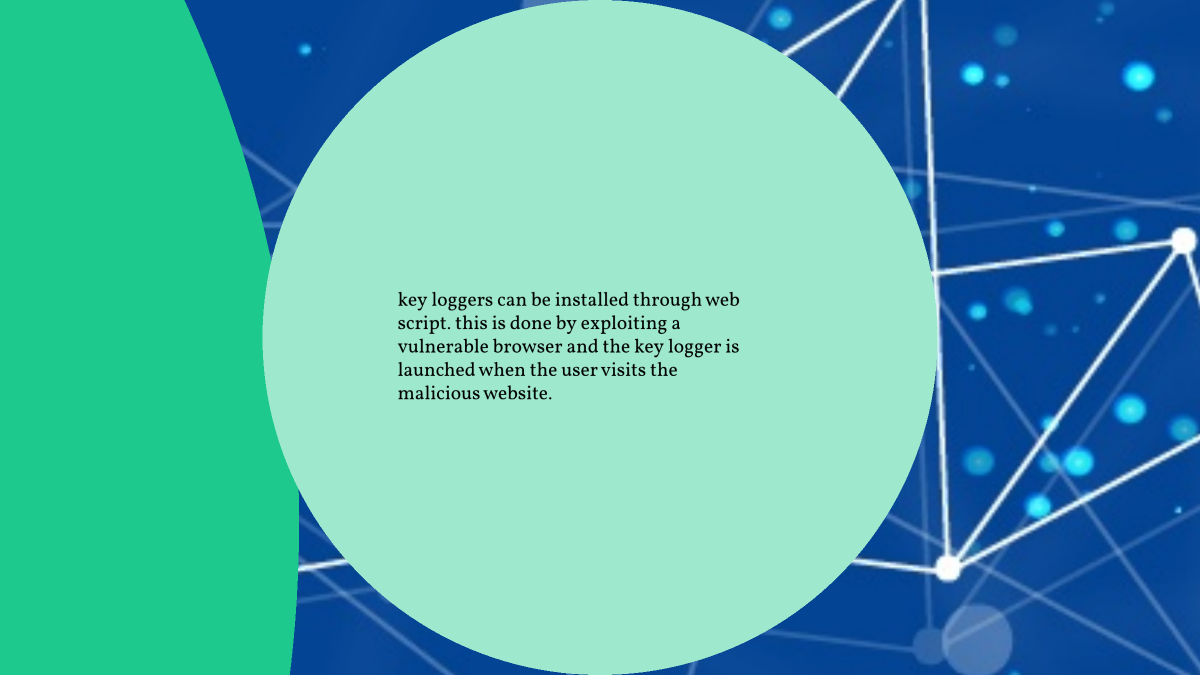 key loggers can be installed through web
script. this is done by exploiting a
vulnerable browser and the key logger is
launched when the user visits the
malicious website.